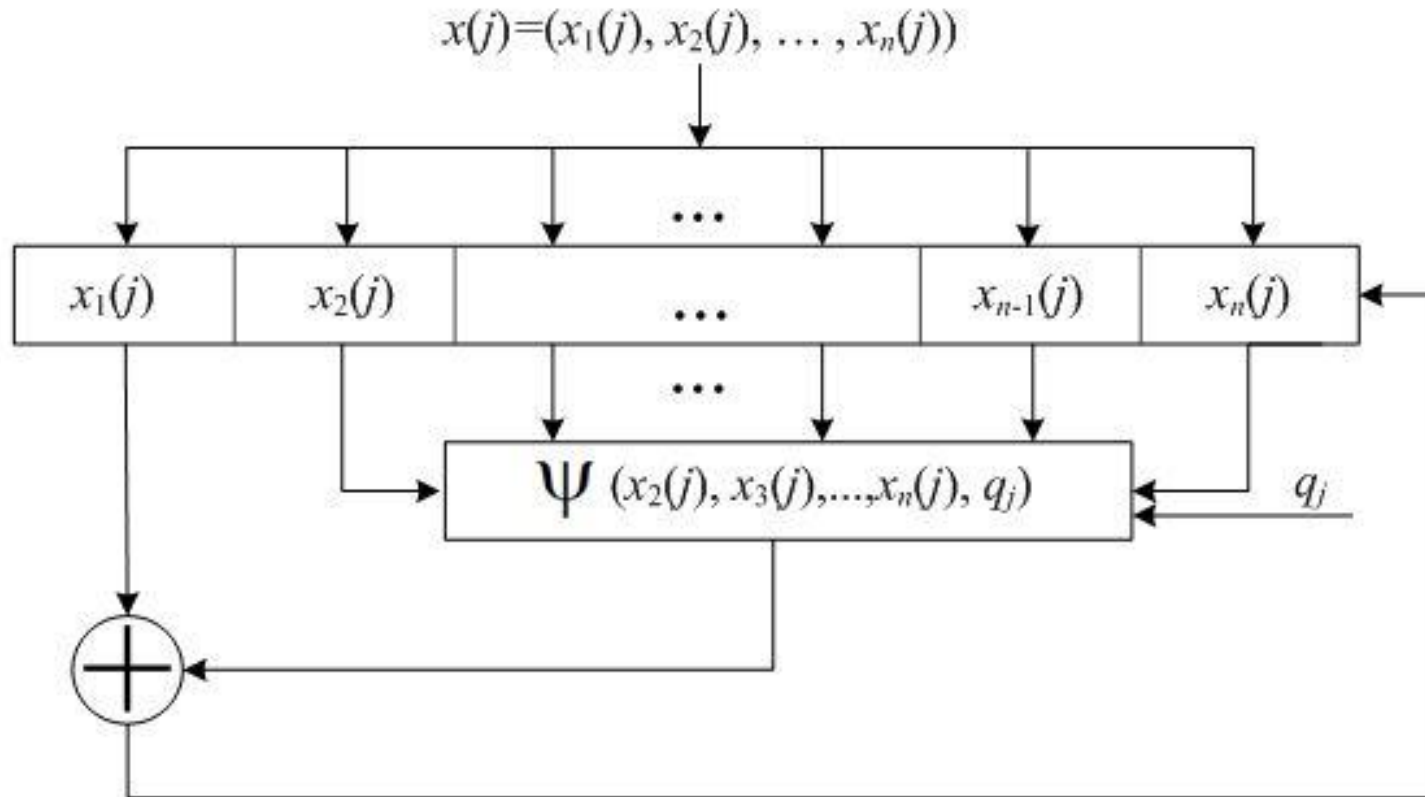 x(j)=(x₁(j), x₂(j), … , xₙ(j))
...
x₁(j) x₂(j) ... xₙ₋₁(j) xₙ(j)
...
Ψ (x₂(j), x₃(j),...,xₙ(j), qⱼ) qⱼ
+